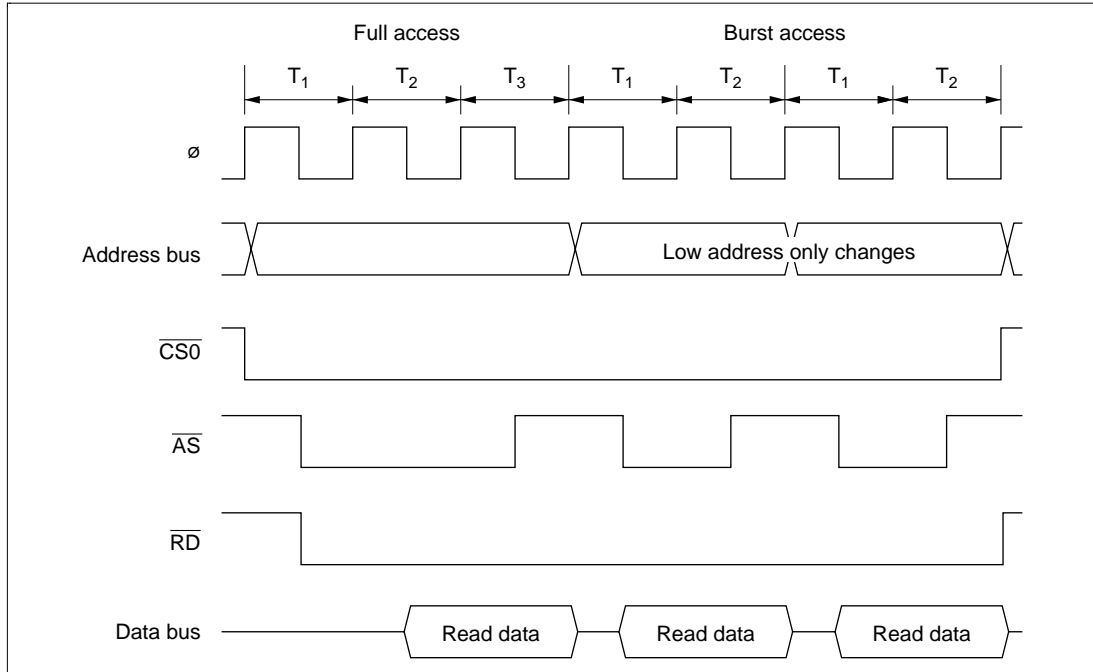 Full access Burst access
T1 T2 T3 T1 T2 T1 T2
ø
Address bus Low address only changes
CS0
AS
RD
Data bus Read data Read data Read data